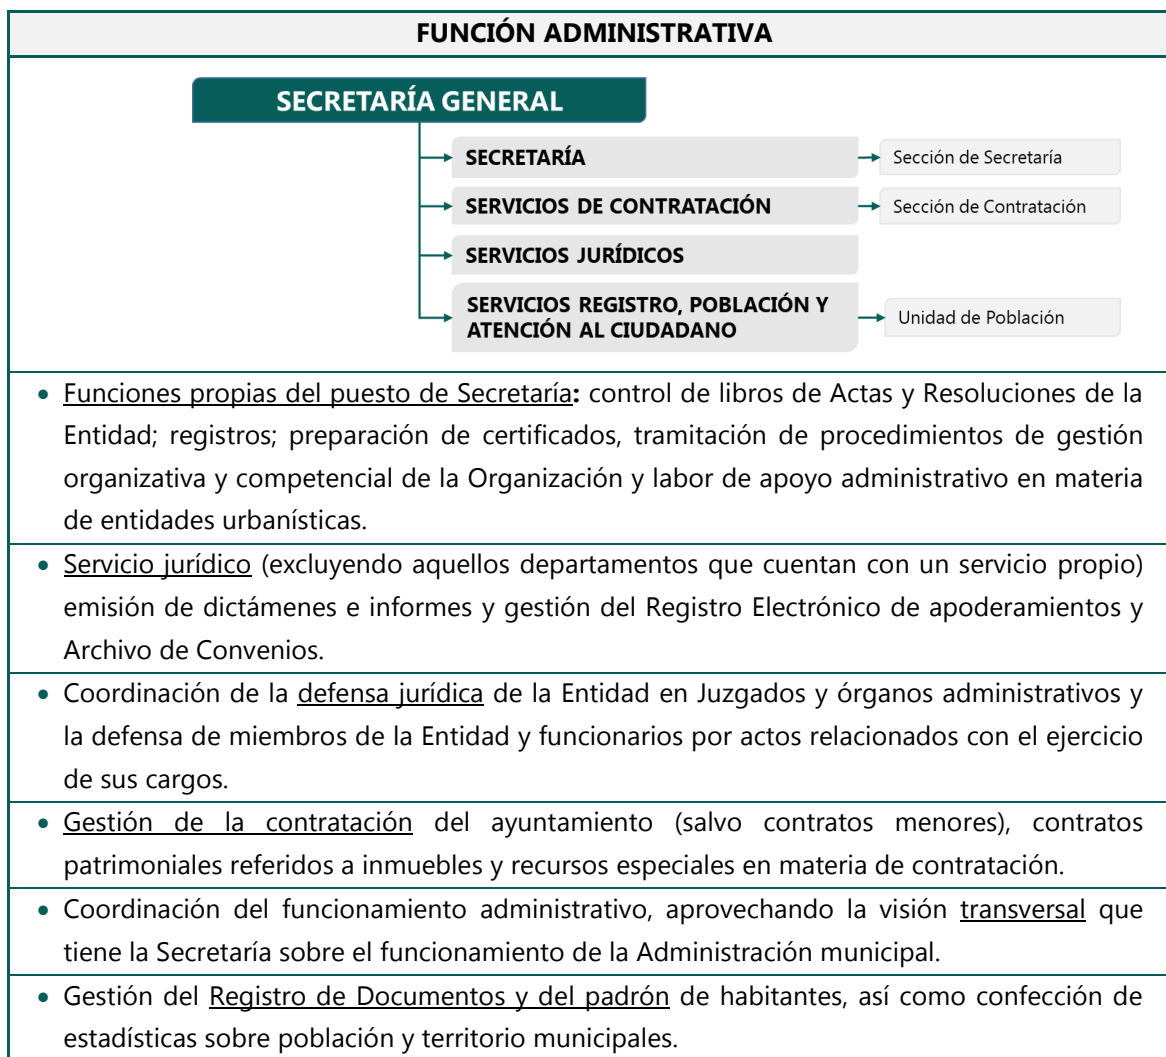 FUNCIÓN ADMINISTRATIVA
SECRETARÍA GENERAL
SECRETARÍA
Sección de Secretaría
SERVICIOS DE CONTRATACIÓN
Sección de Contratación
SERVICIOS JURÍDICOS
SERVICIOS REGISTRO, POBLACIÓN Y
ATENCIÓN AL CIUDADANO
Unidad de Población
• Funciones propias del puesto de Secretaría: control de libros de Actas y Resoluciones de la
Entidad; registros; preparación de certificados, tramitación de procedimientos de gestión
organizativa y competencial de la Organización y labor de apoyo administrativo en materia
de entidades urbanísticas.
• Servicio jurídico (excluyendo aquellos departamentos que cuentan con un servicio propio)
emisión de dictámenes e informes y gestión del Registro Electrónico de apoderamientos y
Archivo de Convenios.
• Coordinación de la defensa jurídica de la Entidad en Juzgados y órganos administrativos y
la defensa de miembros de la Entidad y funcionarios por actos relacionados con el ejercicio
de sus cargos.
• Gestión de la contratación del ayuntamiento (salvo contratos menores), contratos
patrimoniales referidos a inmuebles y recursos especiales en materia de contratación.
• Coordinación del funcionamiento administrativo, aprovechando la visión transversal que
tiene la Secretaría sobre el funcionamiento de la Administración municipal.
• Gestión del Registro de Documentos y del padrón de habitantes, así como confección de
estadísticas sobre población y territorio municipales.